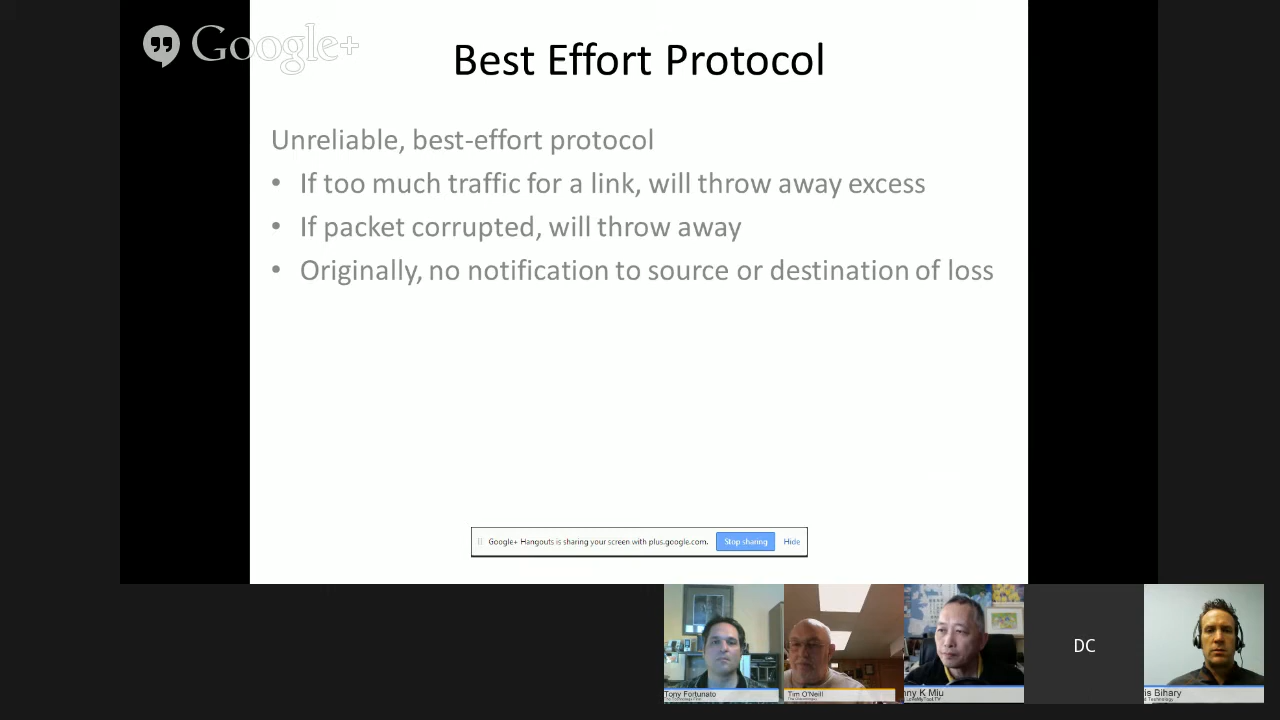 Google+
Best Effort Protocol
Unreliable, best-effort protocol
• If too much traffic for a link, will throw away excess
• If packet corrupted, will throw away
• Originally, no notification to source or destination of loss
Google+ Hangouts is sharing your screen with plus.google.com.
Stop sharing
Hide
Tony Fortunato
Tim O'Neill
nny K Miu
DC
is Bihary